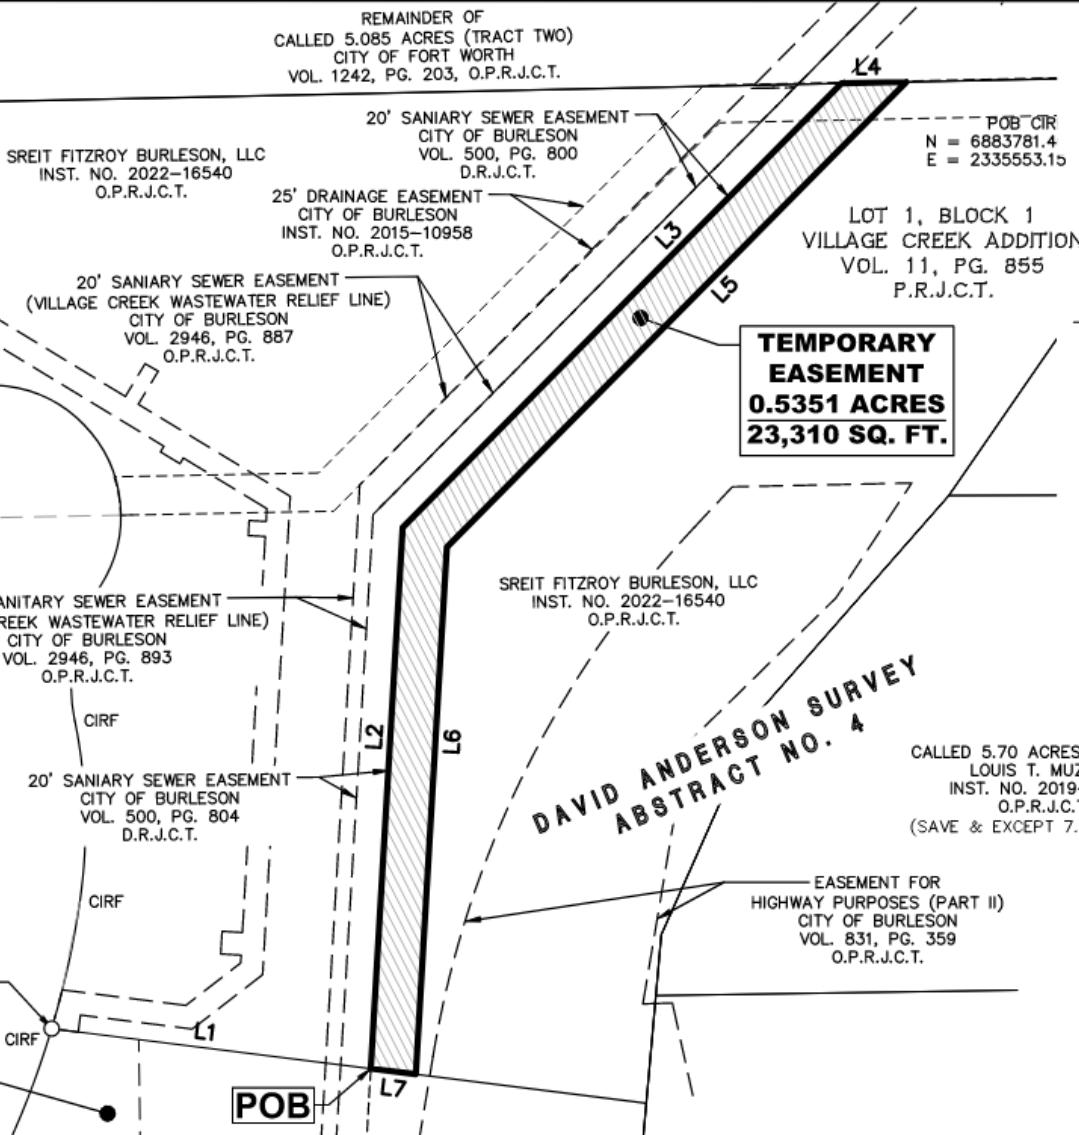 REMAINDER OF
CALLED 5.085 ACRES (TRACT TWO)
CITY OF FORT WORTH
VOL. 1242, PG. 203, O.P.R.J.C.T.
L4
20' SANIARY SEWER EASEMENT
CITY OF BURLESON
VOL. 500, PG. 800
D.R.J.C.T.
POB CIR
N = 6883781.4
E = 2335553.15
SREIT FITZROY BURLESON, LLC
INST. NO. 2022-16540
O.P.R.J.C.T.
25' DRAINAGE EASEMENT
CITY OF BURLESON
INST. NO. 2015-10958
O.P.R.J.C.T.
LOT 1, BLOCK 1
VILLAGE CREEK ADDITION
VOL. 11, PG. 855
P.R.J.C.T.
L3
L5
20' SANIARY SEWER EASEMENT
(VILLAGE CREEK WASTEWATER RELIEF LINE)
CITY OF BURLESON
VOL. 2946, PG. 887
O.P.R.J.C.T.
TEMPORARY
EASEMENT
0.5351 ACRES
23,310 SQ. FT.
SREIT FITZROY BURLESON, LLC
INST. NO. 2022-16540
O.P.R.J.C.T.
ANITARY SEWER EASEMENT
REEK WASTEWATER RELIEF LINE)
CITY OF BURLESON
VOL. 2946, PG. 893
O.P.R.J.C.T.
CIRF
L2
L6
DAVID ANDERSON SURVEY
ABSTRACT NO. 4
20' SANIARY SEWER EASEMENT
CITY OF BURLESON
VOL. 500, PG. 804
D.R.J.C.T.
CALLED 5.70 ACRES
LOUIS T. MUZ
INST. NO. 2019-
O.P.R.J.C.T
(SAVE & EXCEPT 7.
CIRF
EASEMENT FOR
HIGHWAY PURPOSES (PART II)
CITY OF BURLESON
VOL. 831, PG. 359
O.P.R.J.C.T.
CIRF
L1
L7
POB